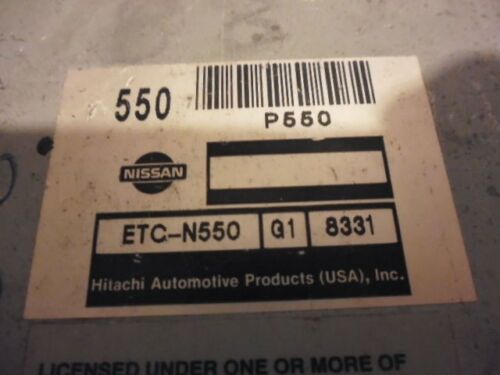 550
P550
NISSAN
ETC-N550 G1 8331
Hitachi Automotive Products (USA), Inc.
LICENSED UNDER ONE OR MORE OF